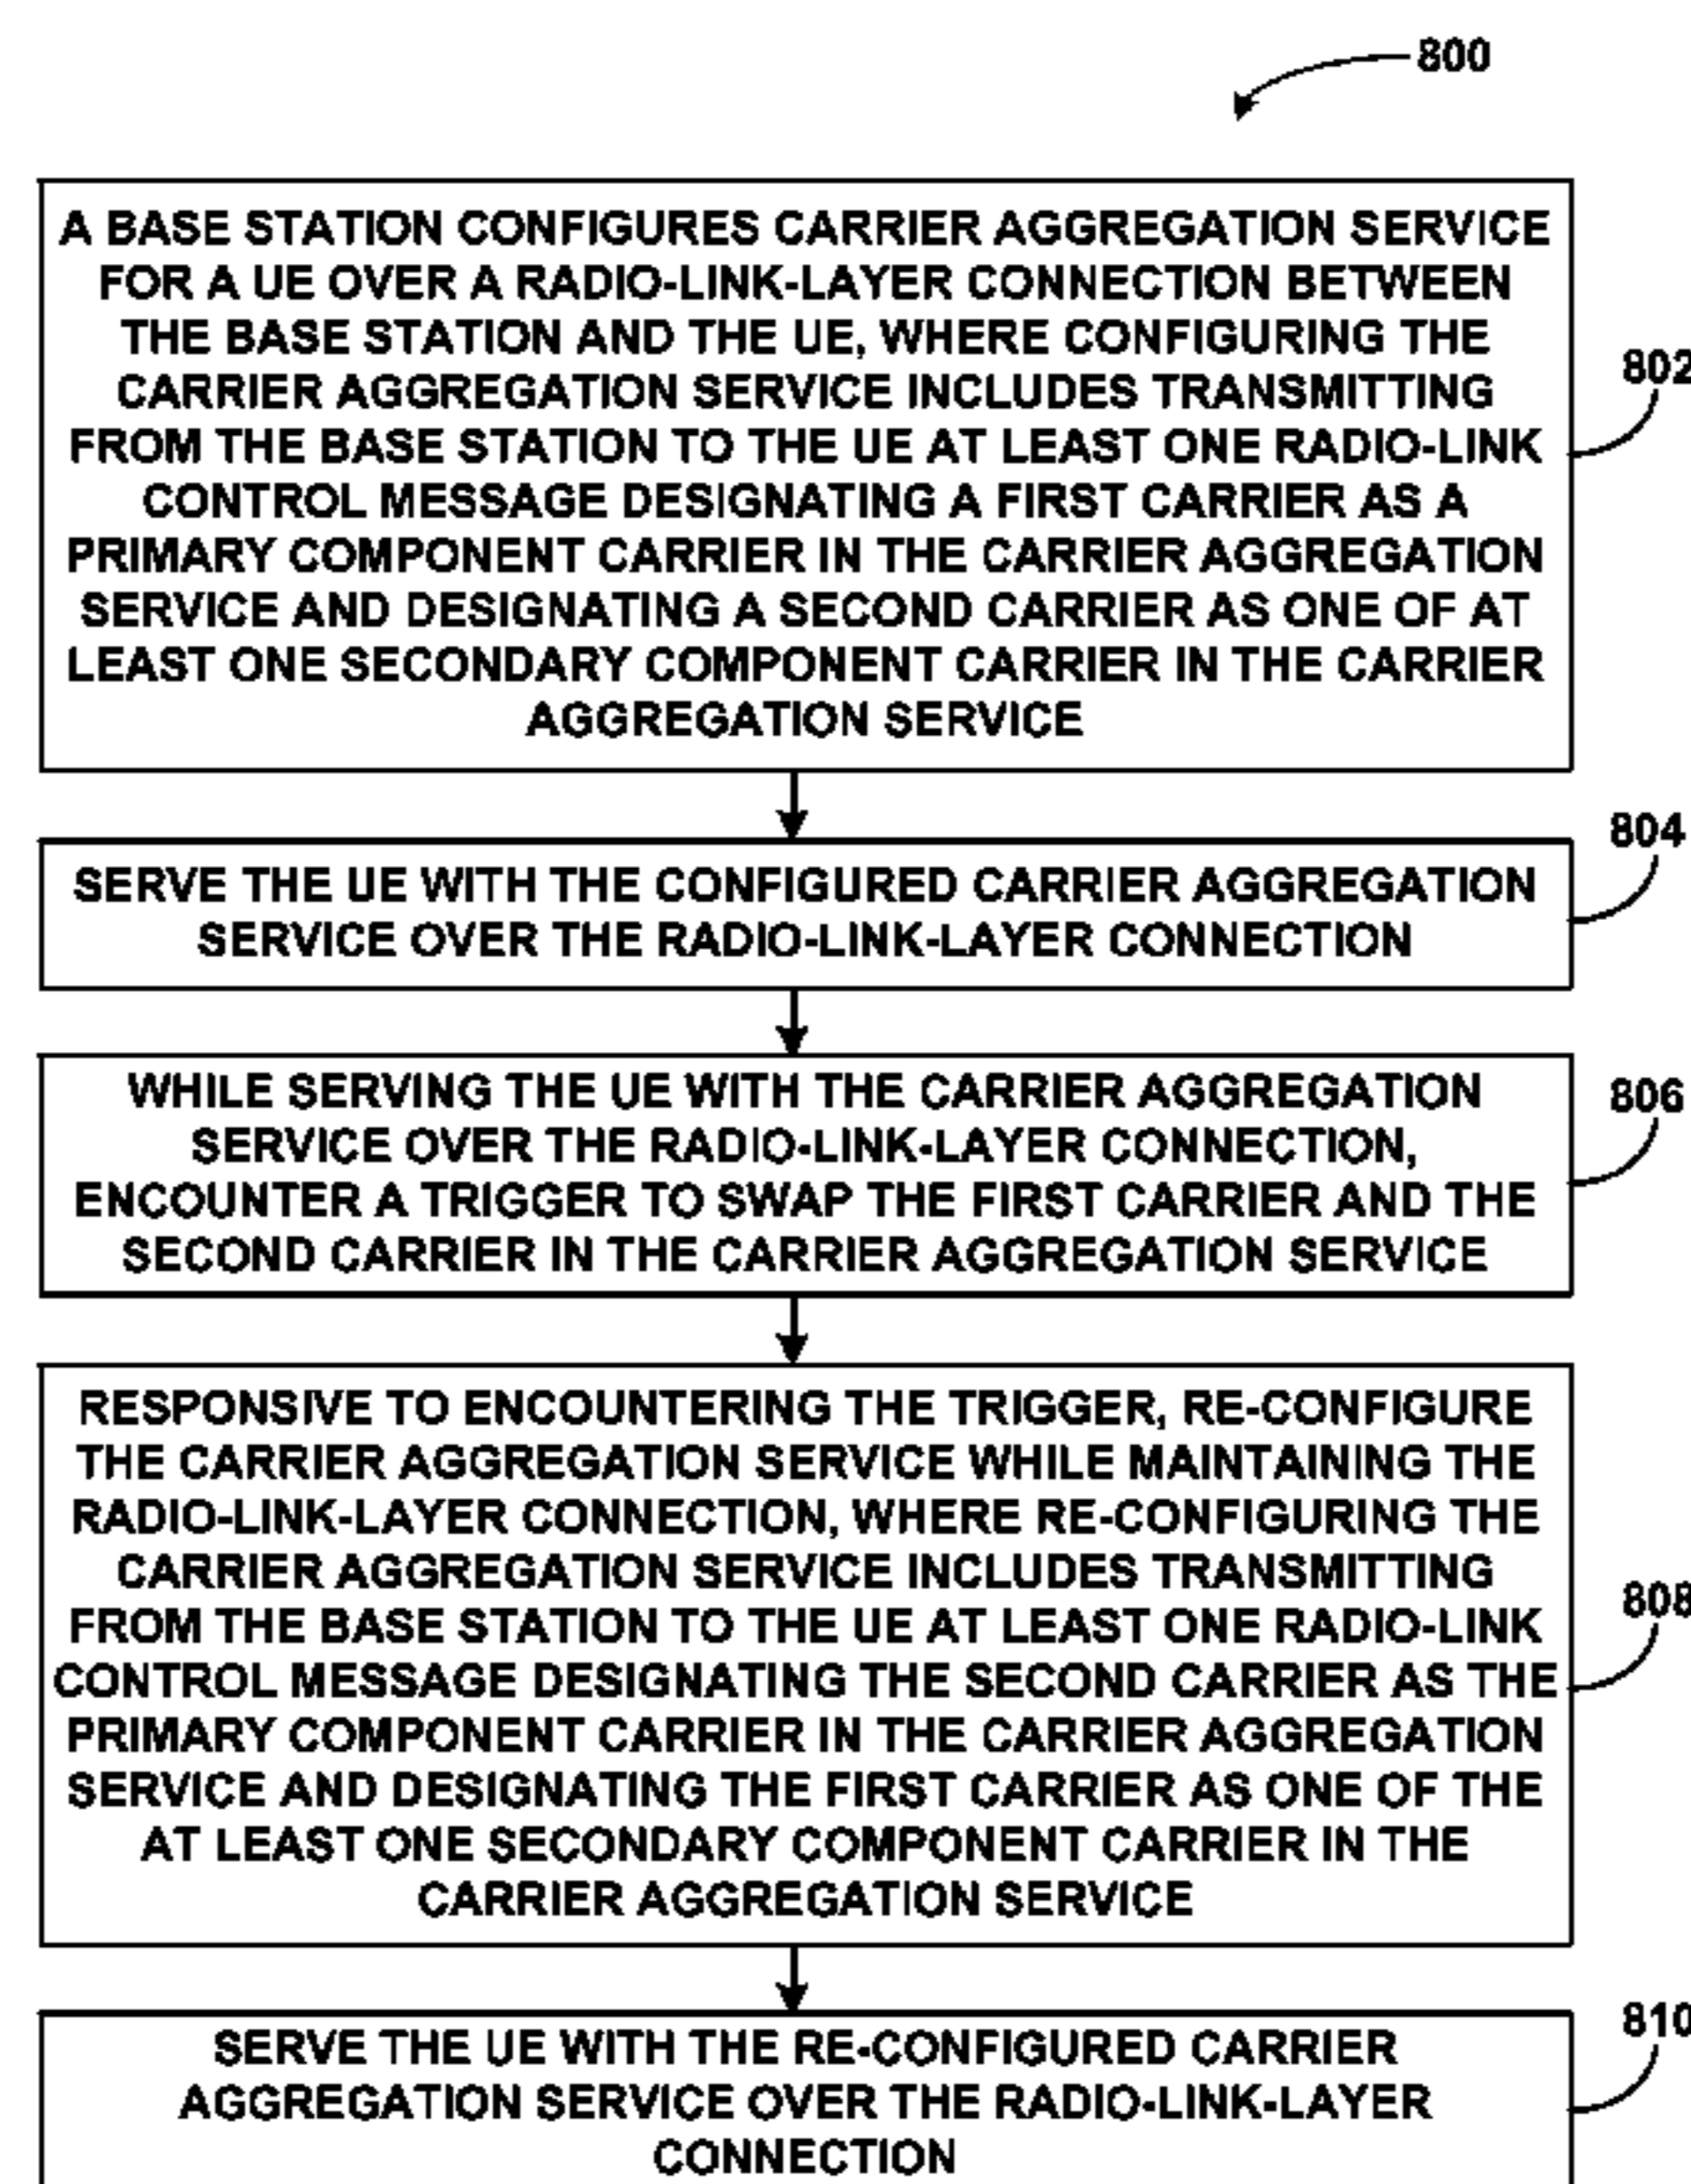 800
A BASE STATION CONFIGURES CARRIER AGGREGATION SERVICE
FOR A UE OVER A RADIO-LINK-LAYER CONNECTION BETWEEN
THE BASE STATION AND THE UE, WHERE CONFIGURING THE
CARRIER AGGREGATION SERVICE INCLUDES TRANSMITTING
FROM THE BASE STATION TO THE UE AT LEAST ONE RADIO-LINK
CONTROL MESSAGE DESIGNATING A FIRST CARRIER AS A
PRIMARY COMPONENT CARRIER IN THE CARRIER AGGREGATION
SERVICE AND DESIGNATING A SECOND CARRIER AS ONE OF AT
LEAST ONE SECONDARY COMPONENT CARRIER IN THE CARRIER
AGGREGATION SERVICE
802
SERVE THE UE WITH THE CONFIGURED CARRIER AGGREGATION
SERVICE OVER THE RADIO-LINK-LAYER CONNECTION
804
WHILE SERVING THE UE WITH THE CARRIER AGGREGATION
SERVICE OVER THE RADIO-LINK-LAYER CONNECTION,
ENCOUNTER A TRIGGER TO SWAP THE FIRST CARRIER AND THE
SECOND CARRIER IN THE CARRIER AGGREGATION SERVICE
806
RESPONSIVE TO ENCOUNTERING THE TRIGGER, RE-CONFIGURE
THE CARRIER AGGREGATION SERVICE WHILE MAINTAINING THE
RADIO-LINK-LAYER CONNECTION, WHERE RE-CONFIGURING THE
CARRIER AGGREGATION SERVICE INCLUDES TRANSMITTING
FROM THE BASE STATION TO THE UE AT LEAST ONE RADIO-LINK
CONTROL MESSAGE DESIGNATING THE SECOND CARRIER AS THE
PRIMARY COMPONENT CARRIER IN THE CARRIER AGGREGATION
SERVICE AND DESIGNATING THE FIRST CARRIER AS ONE OF THE
AT LEAST ONE SECONDARY COMPONENT CARRIER IN THE
CARRIER AGGREGATION SERVICE
808
SERVE THE UE WITH THE RE-CONFIGURED CARRIER
AGGREGATION SERVICE OVER THE RADIO-LINK-LAYER
CONNECTION
810